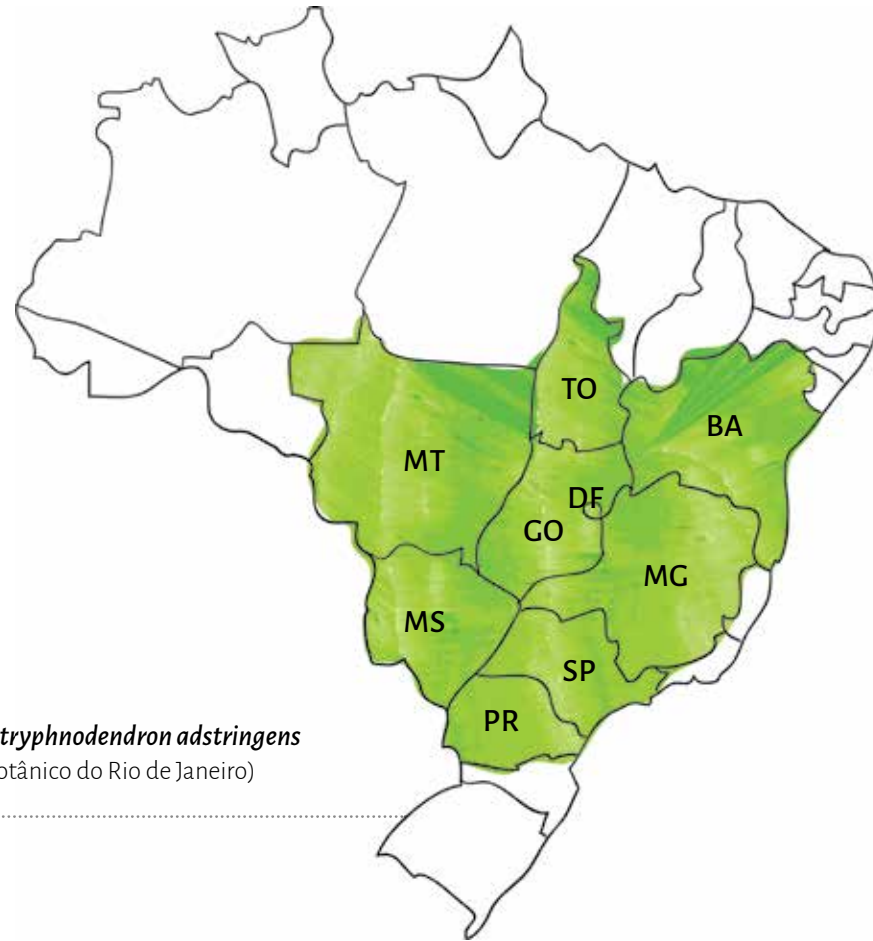 TO
BA
MT
DF
GO
MG
MS
SP
PR
tryphnodendron adstringens
otânico do Rio de Janeiro)